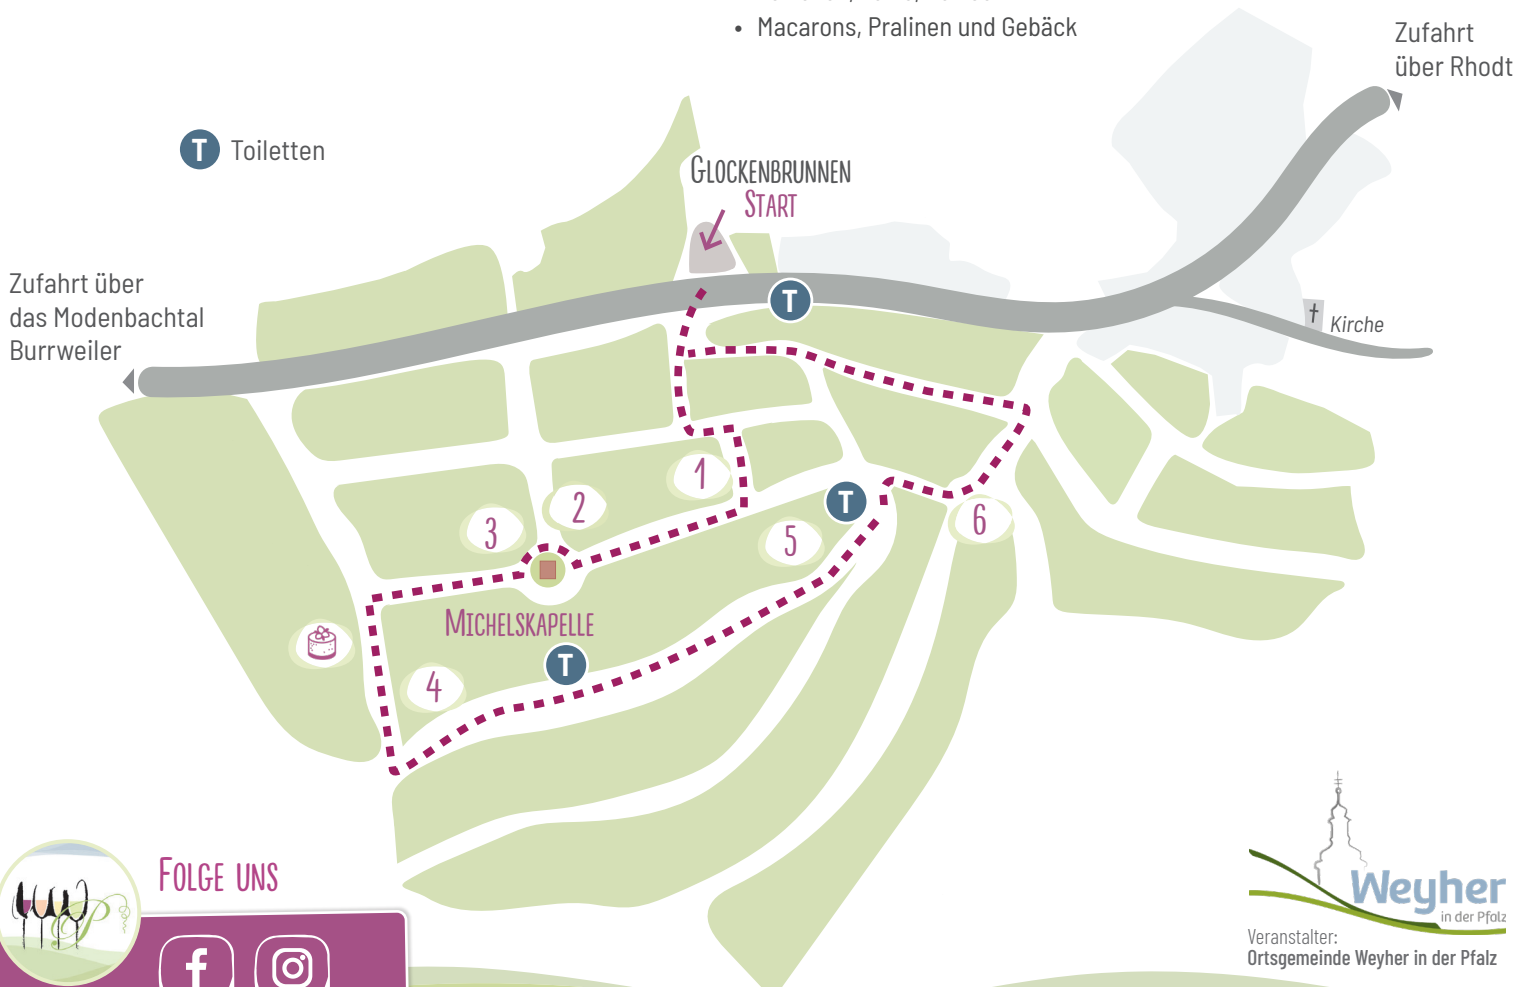 • Macarons, Pralinen und Gebäck
Zufahrt
über Rhodt
T Toiletten
GLOCKENBRUNNEN
START
Zufahrt über
das Modenbachtal
Burrweiler
T
† Kirche
1
2
3
T
5
6
MICHELSKAPELLE
T
4
FOLGE UNS
P
Weyher
in der Pfalz
Veranstalter:
Ortsgemeinde Weyher in der Pfalz